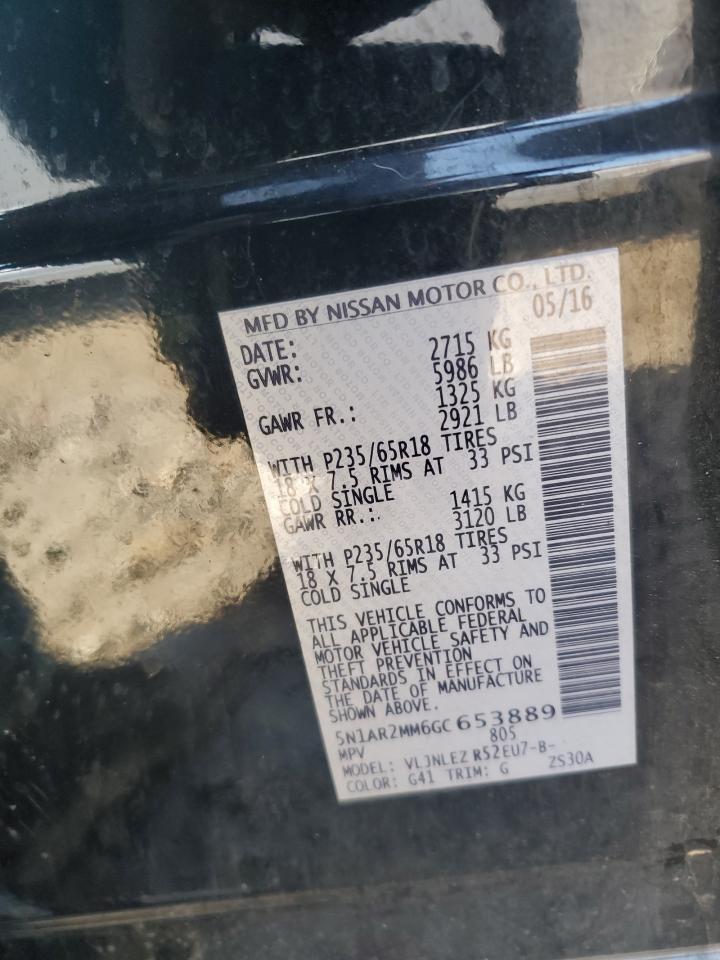 MFD BY NISSAN MOTOR CO., LTD.
DATE: 05/16
GVWR: 2715 KG
5986 LB
GAWR FR.: 1325 KG
2921 LB
WITH P235/65R18 TIRES
18 X 7.5 RIMS AT 33 PSI
COLD SINGLE
GAWR RR.: 1415 KG
3120 LB
WITH P235/65R18 TIRES
18 X 7.5 RIMS AT 33 PSI
COLD SINGLE
THIS VEHICLE CONFORMS TO
ALL APPLICABLE FEDERAL
MOTOR VEHICLE SAFETY AND
THEFT PREVENTION
STANDARDS IN EFFECT ON
THE DATE OF MANUFACTURE
SHOWN ABOVE.
5N1AR2MM6GC653889
MPV 805
MODEL: VLJNLEZ R52EU7-B-
COLOR: G41 TRIM: G ZS30A